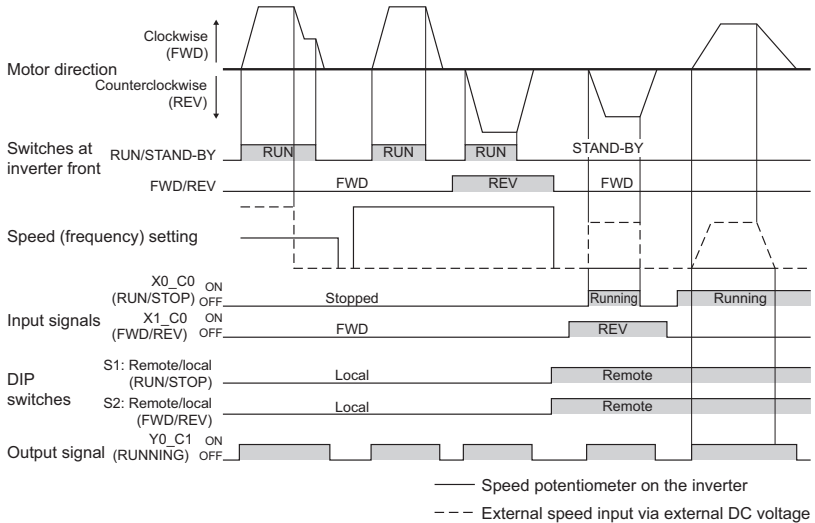 Clockwise
(FWD)
Motor direction
Counterclockwise
(REV)
Switches at
inverter front
RUN/STAND-BY
RUN
RUN
RUN
STAND-BY
FWD/REV
FWD
REV
FWD
Speed (frequency) setting
Input signals
X0_C0
(RUN/STOP)
ON
OFF
Stopped
Running
Running
X1_C0
(FWD/REV)
ON
OFF
FWD
REV
DIP
switches
S1: Remote/local
(RUN/STOP)
Local
Remote
S2: Remote/local
(FWD/REV)
Local
Remote
Output signal
Y0_C1
(RUNNING)
ON
OFF
Speed potentiometer on the inverter
External speed input via external DC voltage